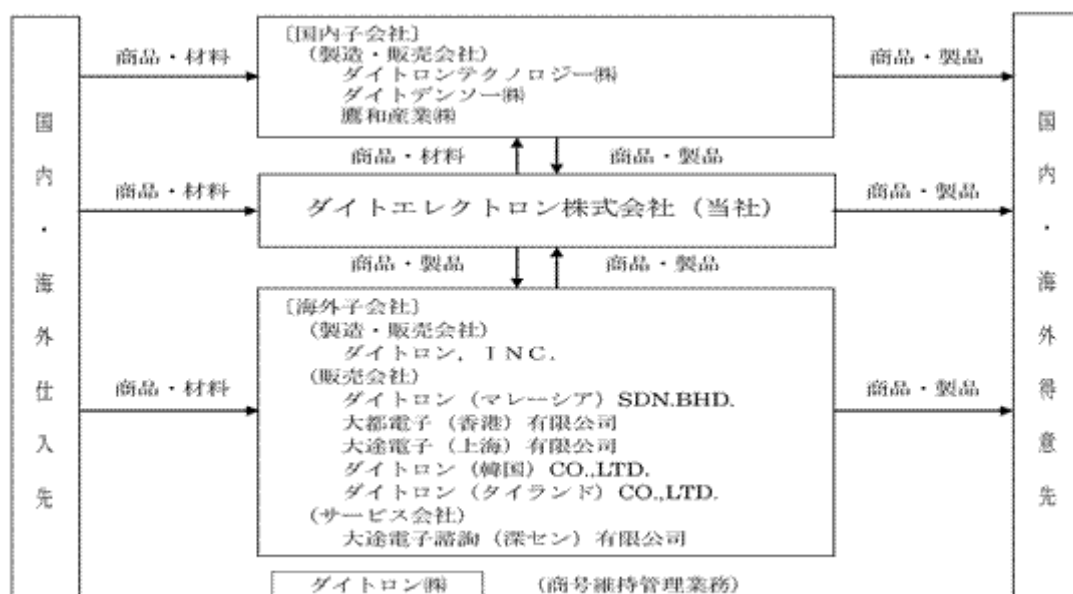 国内・海外仕入先
商品・材料
〔国内子会社〕
(製造・販売会社)
ダイトロンテクノロジー㈱
ダイトデンソー㈱
鷹和産業㈱
商品・製品
商品・材料
商品・製品
商品・材料
ダイトエレクトロン株式会社(当社)
商品・製品
商品・製品
商品・製品
〔海外子会社〕
(製造・販売会社)
ダイトロン, INC.
(販売会社)
ダイトロン(マレーシア)SDN.BHD.
大都電子(香港)有限公司
大途電子(上海)有限公司
ダイトロン(韓国)CO.,LTD.
ダイトロン(タイランド)CO.,LTD.
(サービス会社)
大途電子諮詢(深セン)有限公司
商品・材料
商品・製品
ダイトロン㈱
(商号維持管理業務)
国内・海外得意先